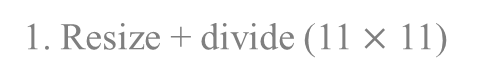 1. Resize + divide (11 × 11)